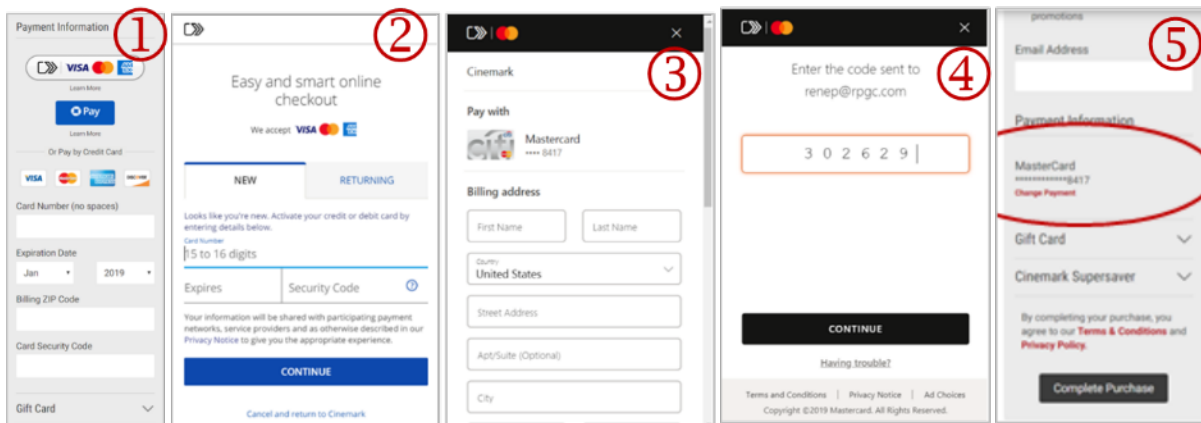 Payment Information
1
VISA
Learn More
Pay
Learn More
Or Pay by Credit Card
VISA
Card Number (no spaces)
Expiration Date
Jan 2019
Billing ZIP Code
Card Security Code
Gift Card
2
Easy and smart online
checkout
We accept VISA
NEW RETURNING
Looks like you're new. Activate your credit or debit card by
entering details below.
Card Number
15 to 16 digits
Expires Security Code ?
Your information will be shared with participating payment
networks, service providers and as otherwise described in our
Privacy Notice to give you the appropriate experience.
CONTINUE
Cancel and return to Cinemark
3
Cinemark
Pay with
citi
Mastercard
•••• 8417
Billing address
First Name Last Name
Country
United States
Street Address
Apt/Suite (Optional)
City
4
Enter the code sent to
renep@rpgc.com
302629
CONTINUE
Having trouble?
Terms and Conditions | Privacy Notice | Ad Choices
Copyright ©2019 Mastercard. All Rights Reserved.
5
promotions
Email Address
Payment Information
MasterCard
************8417
Change Payment
Gift Card
Cinemark Supersaver
By completing your purchase, you
agree to our Terms & Conditions and
Privacy Policy.
Complete Purchase